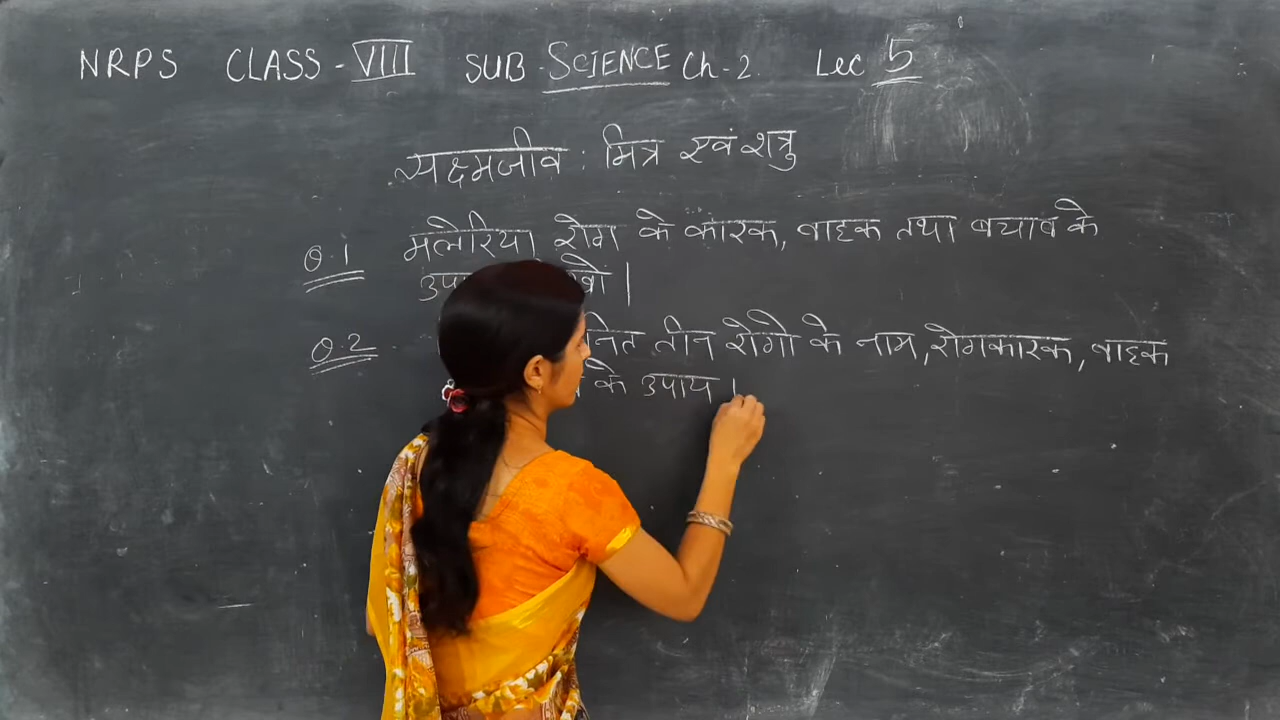 NRPS CLASS - VIII SUB - SCIENCE Ch - 2. Lec 5
सूक्ष्मजीव : मित्र एवं शत्रु
Q.1 मलेरिया रोग के कारक, वाहक तथा बचाव के
उपा
Q.2 नित तीन रोगो के नाम, रोगकारक, वाहक
के उपाय ।